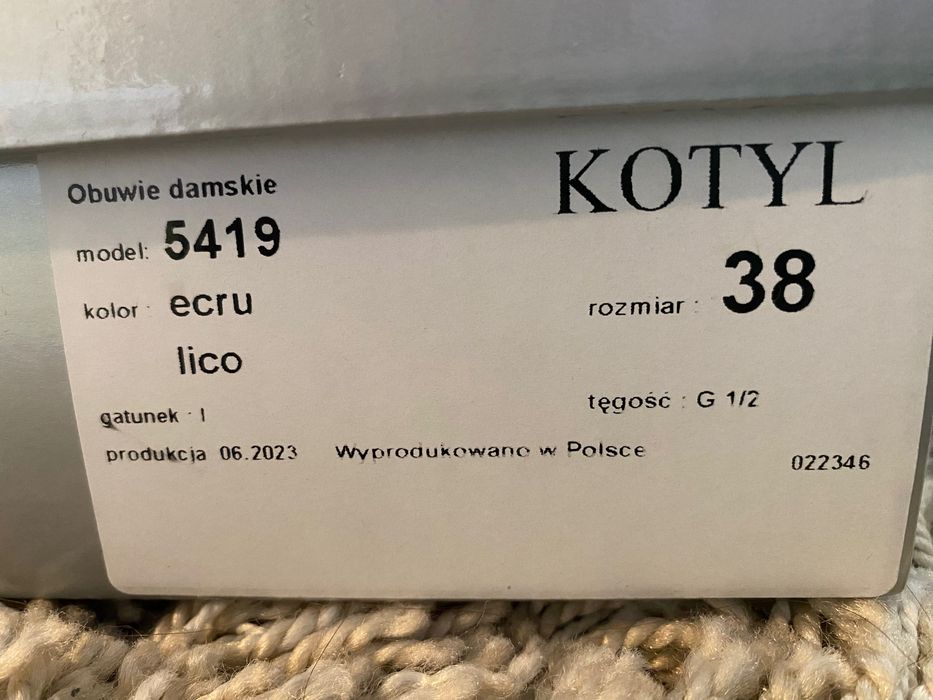 Obuwie damskie
KOTYL
model: 5419
kolor : ecru
rozmiar : 38
lico
gatunek : I
tęgość : G 1/2
produkcja 06.2023 Wyprodukowano w Polsce
022346